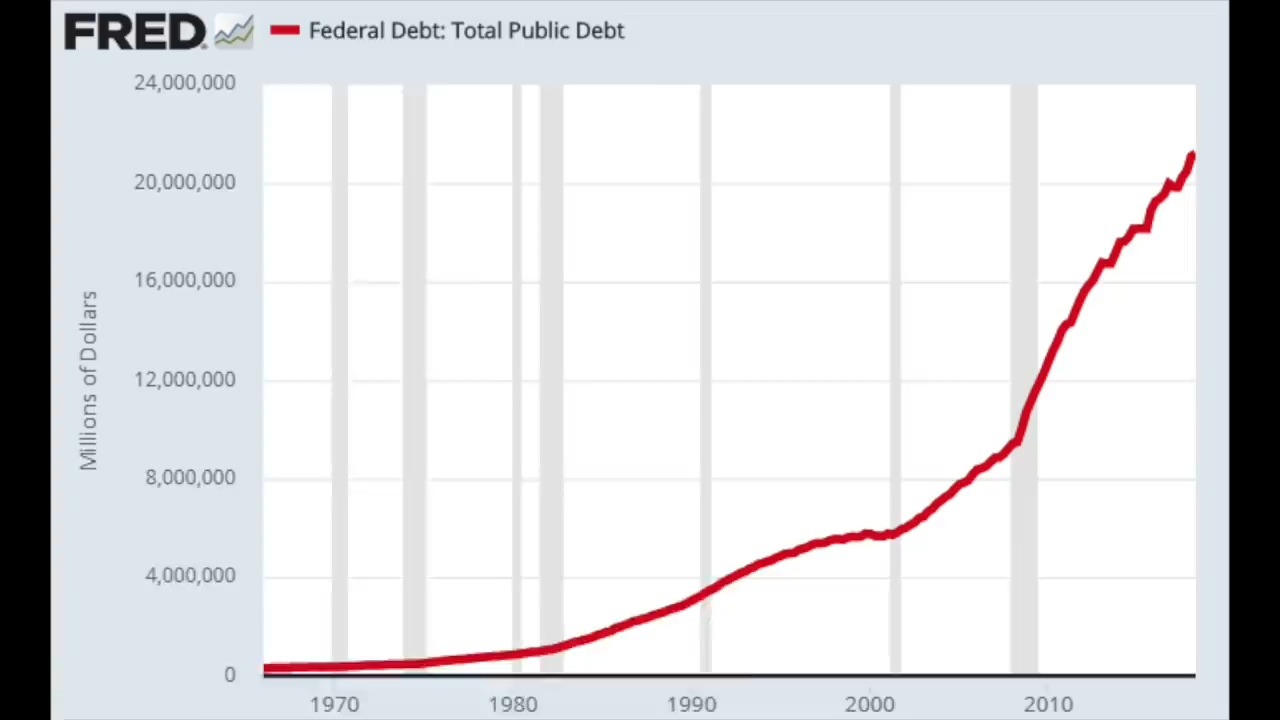 FRED
Federal Debt: Total Public Debt
24,000,000
20,000,000
16,000,000
12,000,000
8,000,000
4,000,000
0
Millions of Dollars
1970 1980 1990 2000 2010